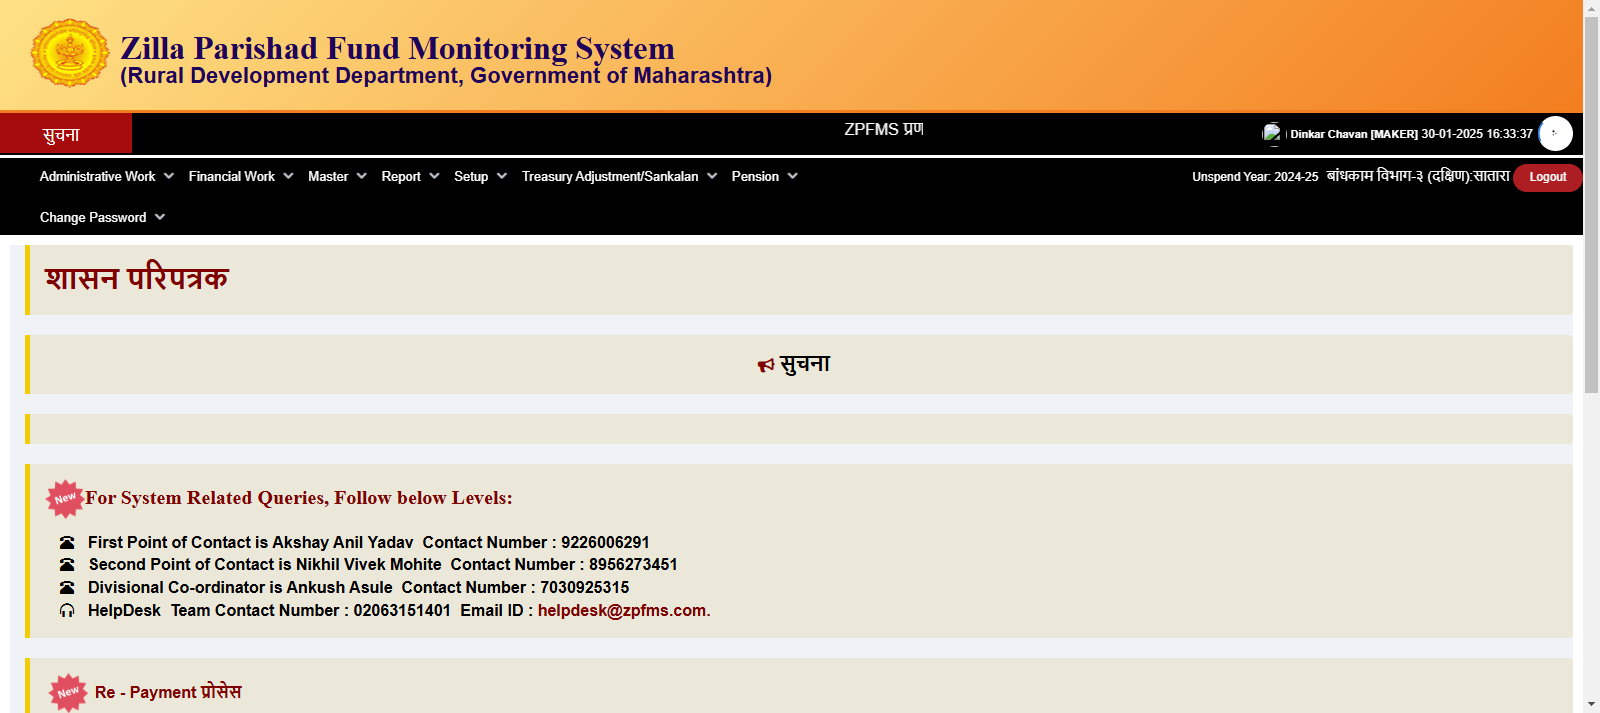 Zilla Parishad Fund Monitoring System
(Rural Development Department, Government of Maharashtra)
सुचना
ZPFMS प्रण
Dinkar Chavan [MAKER] 30-01-2025 16:33:37
Administrative Work Financial Work Master Report Setup Treasury Adjustment/Sankalan Pension
Unspend Year: 2024-25 बांधकाम विभाग-३ (दक्षिण):सातारा Logout
Change Password
शासन परिपत्रक
सुचना
New For System Related Queries, Follow below Levels:
First Point of Contact is Akshay Anil Yadav Contact Number : 9226006291
Second Point of Contact is Nikhil Vivek Mohite Contact Number : 8956273451
Divisional Co-ordinator is Ankush Asule Contact Number : 7030925315
HelpDesk Team Contact Number : 02063151401 Email ID : helpdesk@zpfms.com.
New Re - Payment प्रोसेस